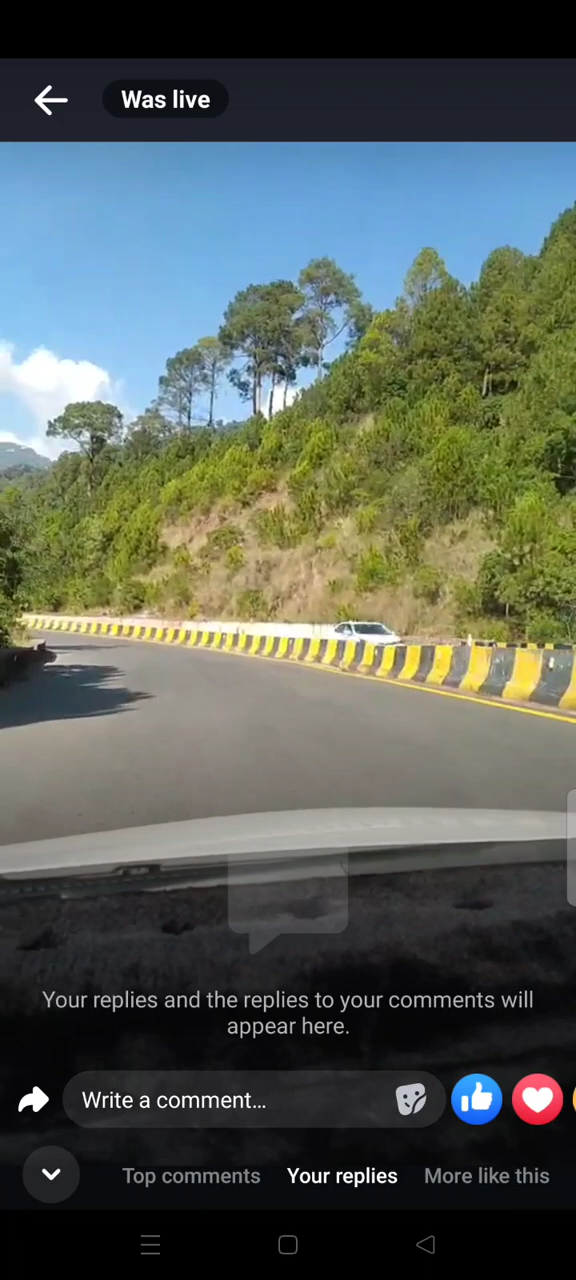 Was live
Your replies and the replies to your comments will
appear here.
Write a comment...
Top comments
Your replies
More like this